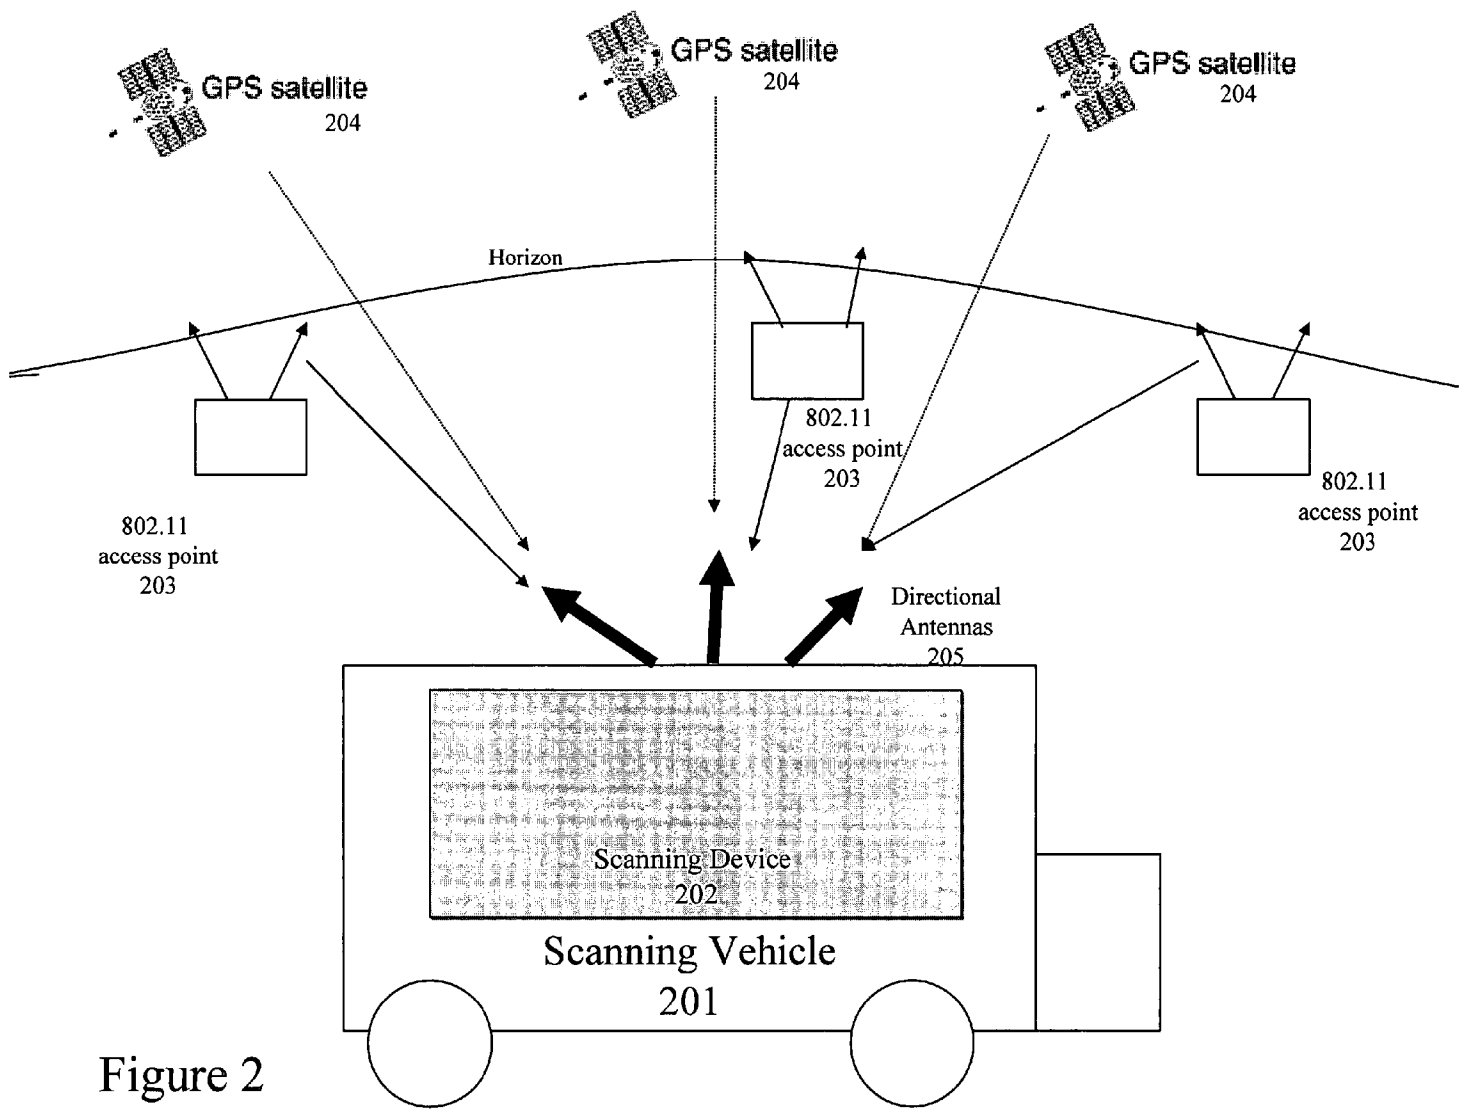 GPS satellite
204
GPS satellite
204
GPS satellite
204
Horizon
802.11
access point
203
802.11
access point
203
802.11
access point
203
Directional
Antennas
205
Scanning Device
202
Scanning Vehicle
201
Figure 2